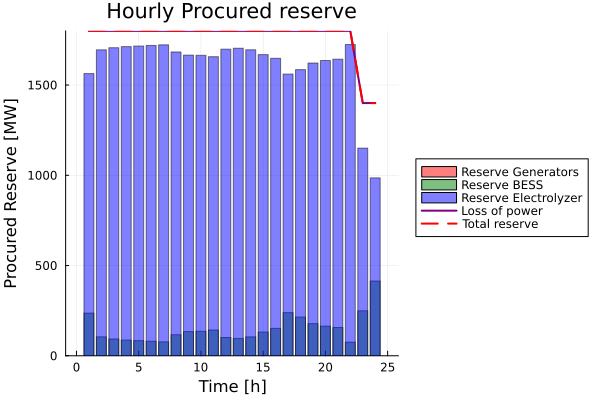 Hourly Procured reserve
Procured Reserve [MW]
1500
1000
500
0
0 5 10 15 20 25
Time [h]
Reserve Generators
Reserve BESS
Reserve Electrolyzer
Loss of power
Total reserve